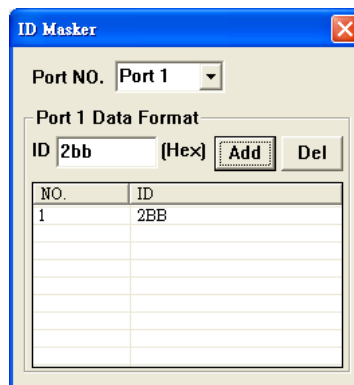 ID Masker
Port NO. Port 1
Port 1 Data Format
ID 2bb (Hex) Add Del
NO. ID
1 2BB